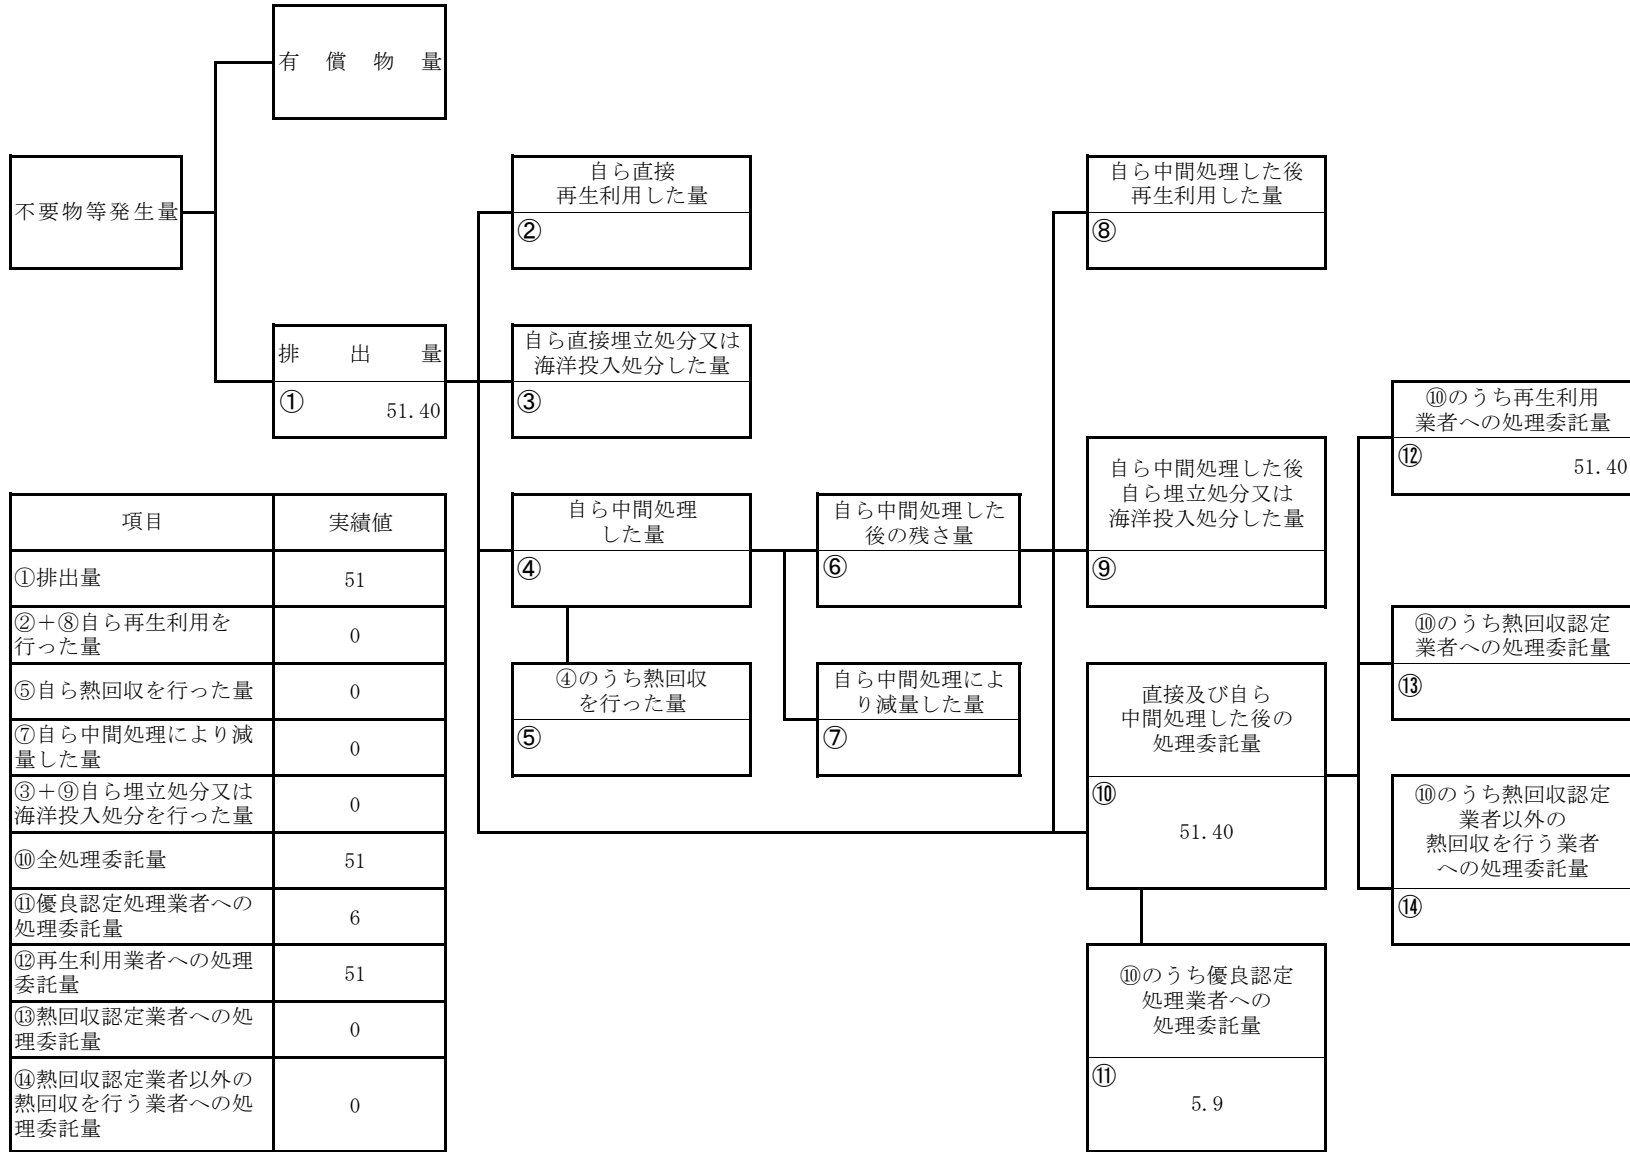 有償物量
不要物等発生量
自ら直接
再生利用した量
②
自ら中間処理した後
再生利用した量
⑧
排出量
①
51.40
自ら直接埋立処分又は
海洋投入処分した量
③
⑩のうち再生利用
業者への処理委託量
⑫
51.40
自ら中間処理
した量
④
自ら中間処理した
後の残さ量
⑥
自ら中間処理した後
自ら埋立処分又は
海洋投入処分した量
⑨
⑩のうち熱回収認定
業者への処理委託量
⑬
④のうち熱回収
を行った量
⑤
自ら中間処理によ
り減量した量
⑦
直接及び自ら
中間処理した後の
処理委託量
⑩
51.40
⑩のうち熱回収認定
業者以外の
熱回収を行う業者
への処理委託量
⑭
⑩のうち優良認定
処理業者への
処理委託量
⑪
5.9
項目 実績値
①排出量 51
②＋⑧自ら再生利用を
行った量 0
⑤自ら熱回収を行った量 0
⑦自ら中間処理により減
量した量 0
③＋⑨自ら埋立処分又は
海洋投入処分を行った量 0
⑩全処理委託量 51
⑪優良認定処理業者への
処理委託量 6
⑫再生利用業者への処理
委託量 51
⑬熱回収認定業者への処
理委託量 0
⑭熱回収認定業者以外の
熱回収を行う業者への処
理委託量 0